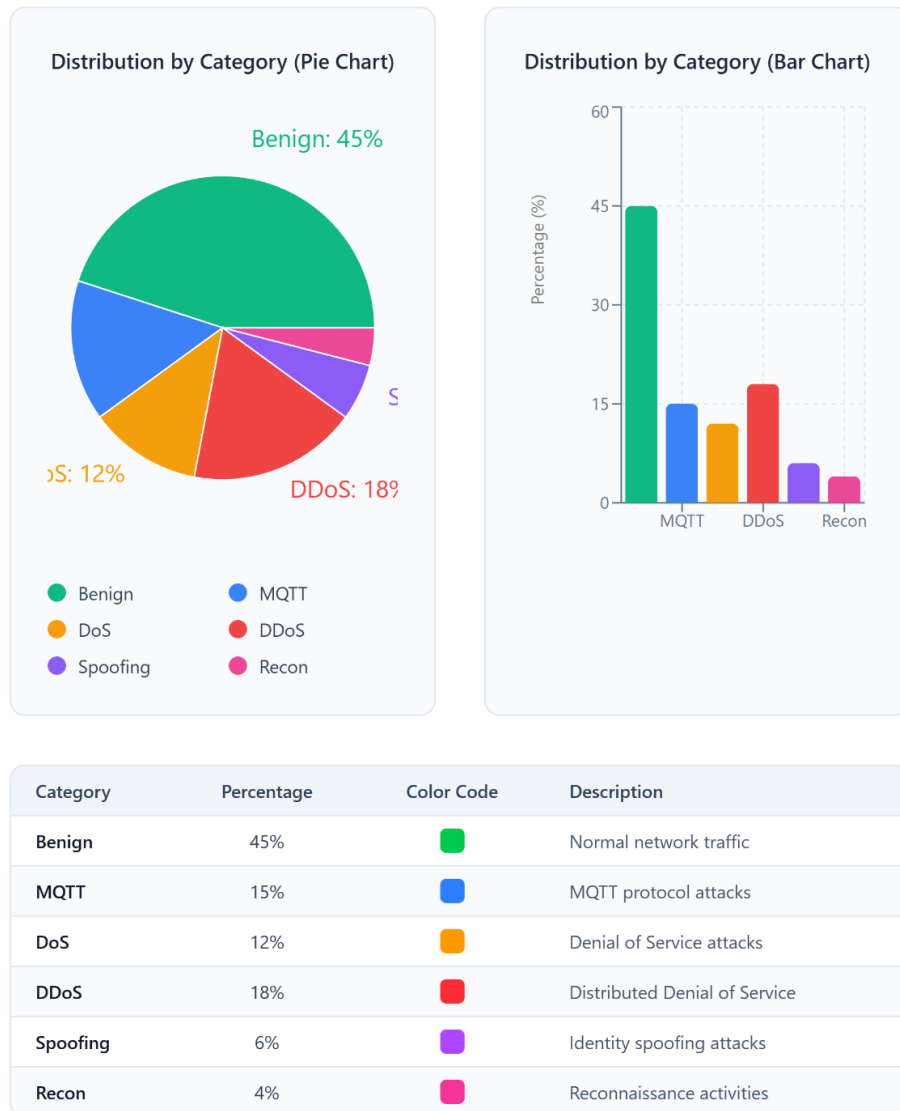 Distribution by Category (Pie Chart)
Benign: 45%
S
oS: 12%
DDoS: 18%
Benign
MQTT
DoS
DDoS
Spoofing
Recon
Distribution by Category (Bar Chart)
60
45
30
15
0
Percentage (%)
MQTT
DDoS
Recon
Category Percentage Color Code Description
Benign 45% Normal network traffic
MQTT 15% MQTT protocol attacks
DoS 12% Denial of Service attacks
DDoS 18% Distributed Denial of Service
Spoofing 6% Identity spoofing attacks
Recon 4% Reconnaissance activities